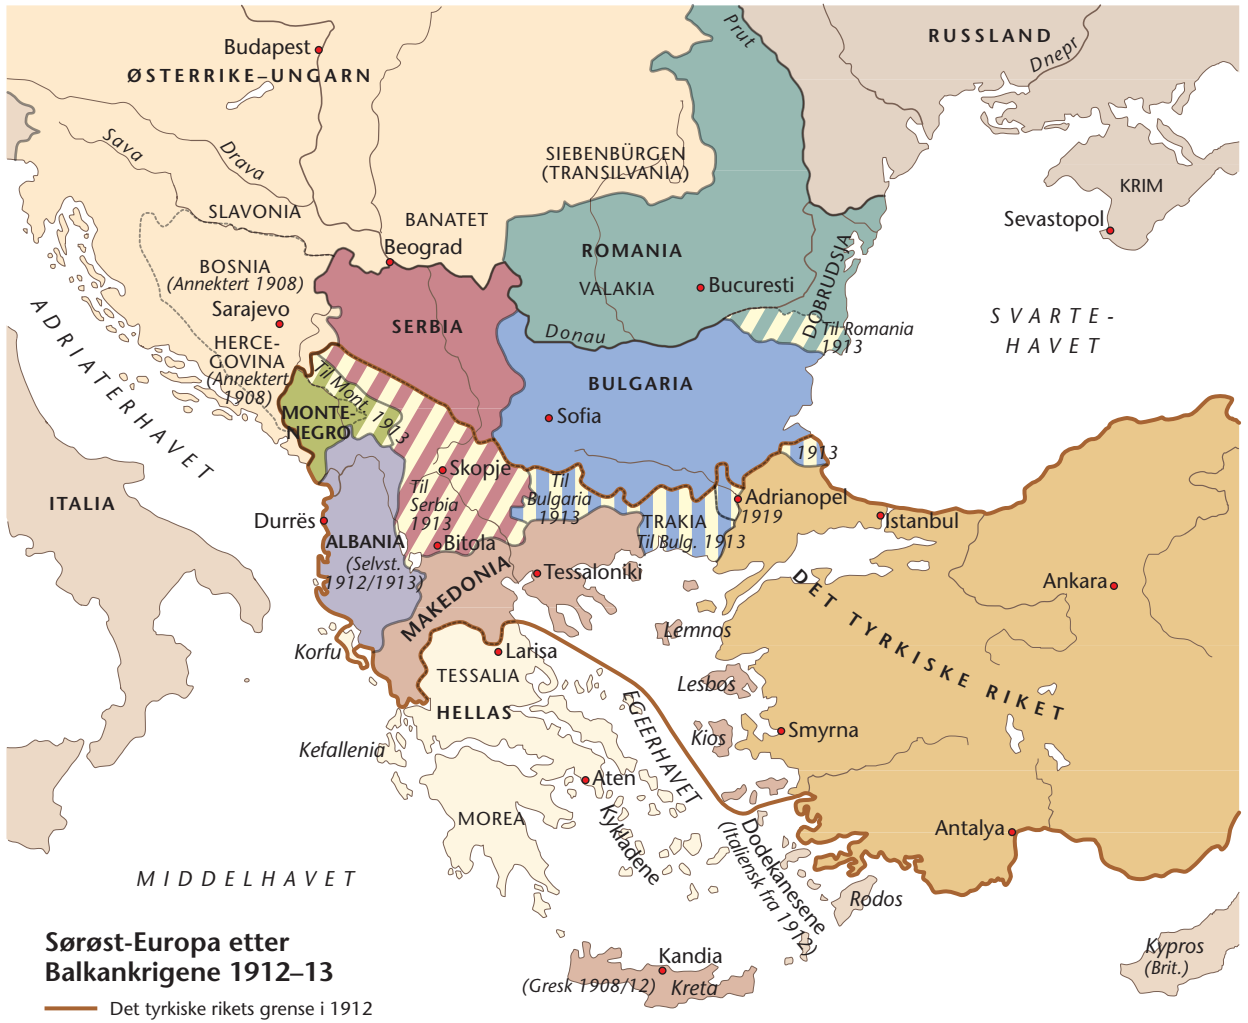 Budapest
ØSTERRIKE–UNGARN
Prut
RUSSLAND
Dnepr
Sava
Drava
SIEBENBÜRGEN
(TRANSILVANIA)
KRIM
Sevastopol
SLAVONIA
BANATET
Beograd
ROMANIA
VALAKIA
Bucuresti
DOBRUDSJA
BOSNIA
(Annektert 1908)
Sarajevo
HERCE-
GOVINA
(Annektert
1908)
SERBIA
Donau
Til Romania
1913
SVARTE-
HAVET
ADRIATERHAVET
Til Mont. 1913
MONTE-
NEGRO
BULGARIA
Sofia
1913
ITALIA
Skopje
Til
Serbia
1913
Til
Bulgaria
1913
Adrianopel
1919
TRAKIA
Til Bulg. 1913
Istanbul
Durrës
ALBANIA
(Selvst.
1912/1913)
Bitola
MAKEDONIA
Tessaloniki
DET TYRKISKE RIKET
Ankara
Korfu
Lemnos
Larisa
TESSALIA
HELLAS
Lesbos
EGEERHAVET
Kefallenia
Kios
Smyrna
Aten
MOREA
Kykladene
Dodekanesene
(Italiensk fra 1912)
Antalya
MIDDELHAVET
Rodos
Kandia
(Gresk 1908/12)
Kreta
Kypros
(Brit.)
Sørøst-Europa etter
Balkankrigene 1912–13
Det tyrkiske rikets grense i 1912